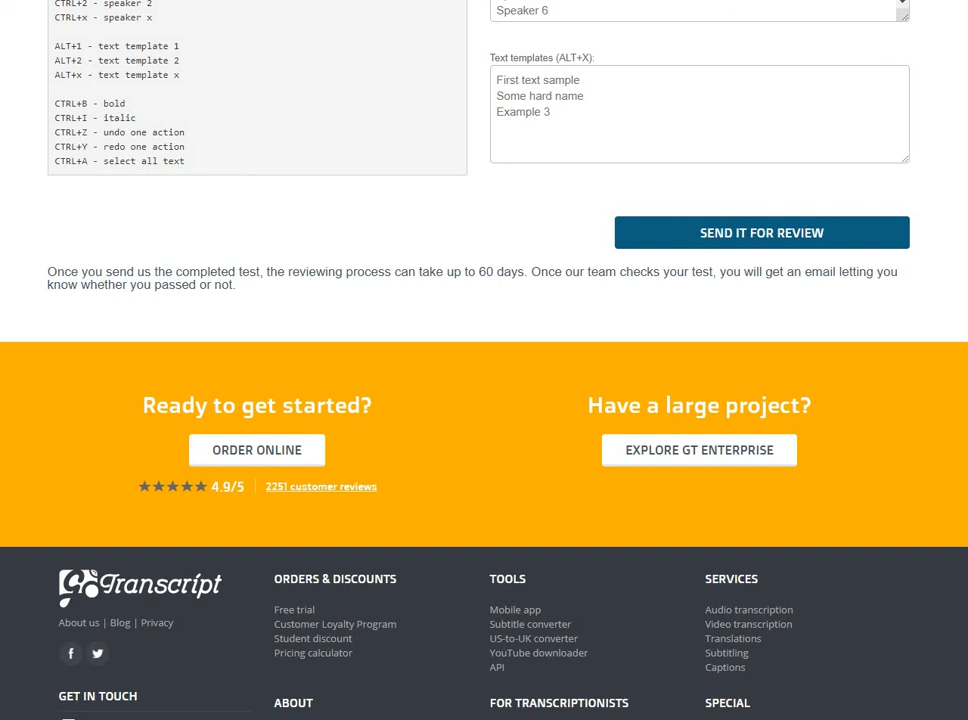 CTRL+2 - speaker 2
CTRL+x - speaker x
ALT+1 - text template 1
ALT+2 - text template 2
ALT+x - text template x
CTRL+B - bold
CTRL+I - italic
CTRL+Z - undo one action
CTRL+Y - redo one action
CTRL+A - select all text
Speaker 6
Text templates (ALT+X):
First text sample
Some hard name
Example 3
SEND IT FOR REVIEW
Once you send us the completed test, the reviewing process can take up to 60 days. Once our team checks your test, you will get an email letting you
know whether you passed or not.
Ready to get started?
ORDER ONLINE
4.9/5
2251 customer reviews
Have a large project?
EXPLORE GT ENTERPRISE
GoTranscript
About us | Blog | Privacy
GET IN TOUCH
ORDERS & DISCOUNTS
Free trial
Customer Loyalty Program
Student discount
Pricing calculator
ABOUT
TOOLS
Mobile app
Subtitle converter
US-to-UK converter
YouTube downloader
API
FOR TRANSCRIPTIONISTS
SERVICES
Audio transcription
Video transcription
Translations
Subtitling
Captions
SPECIAL